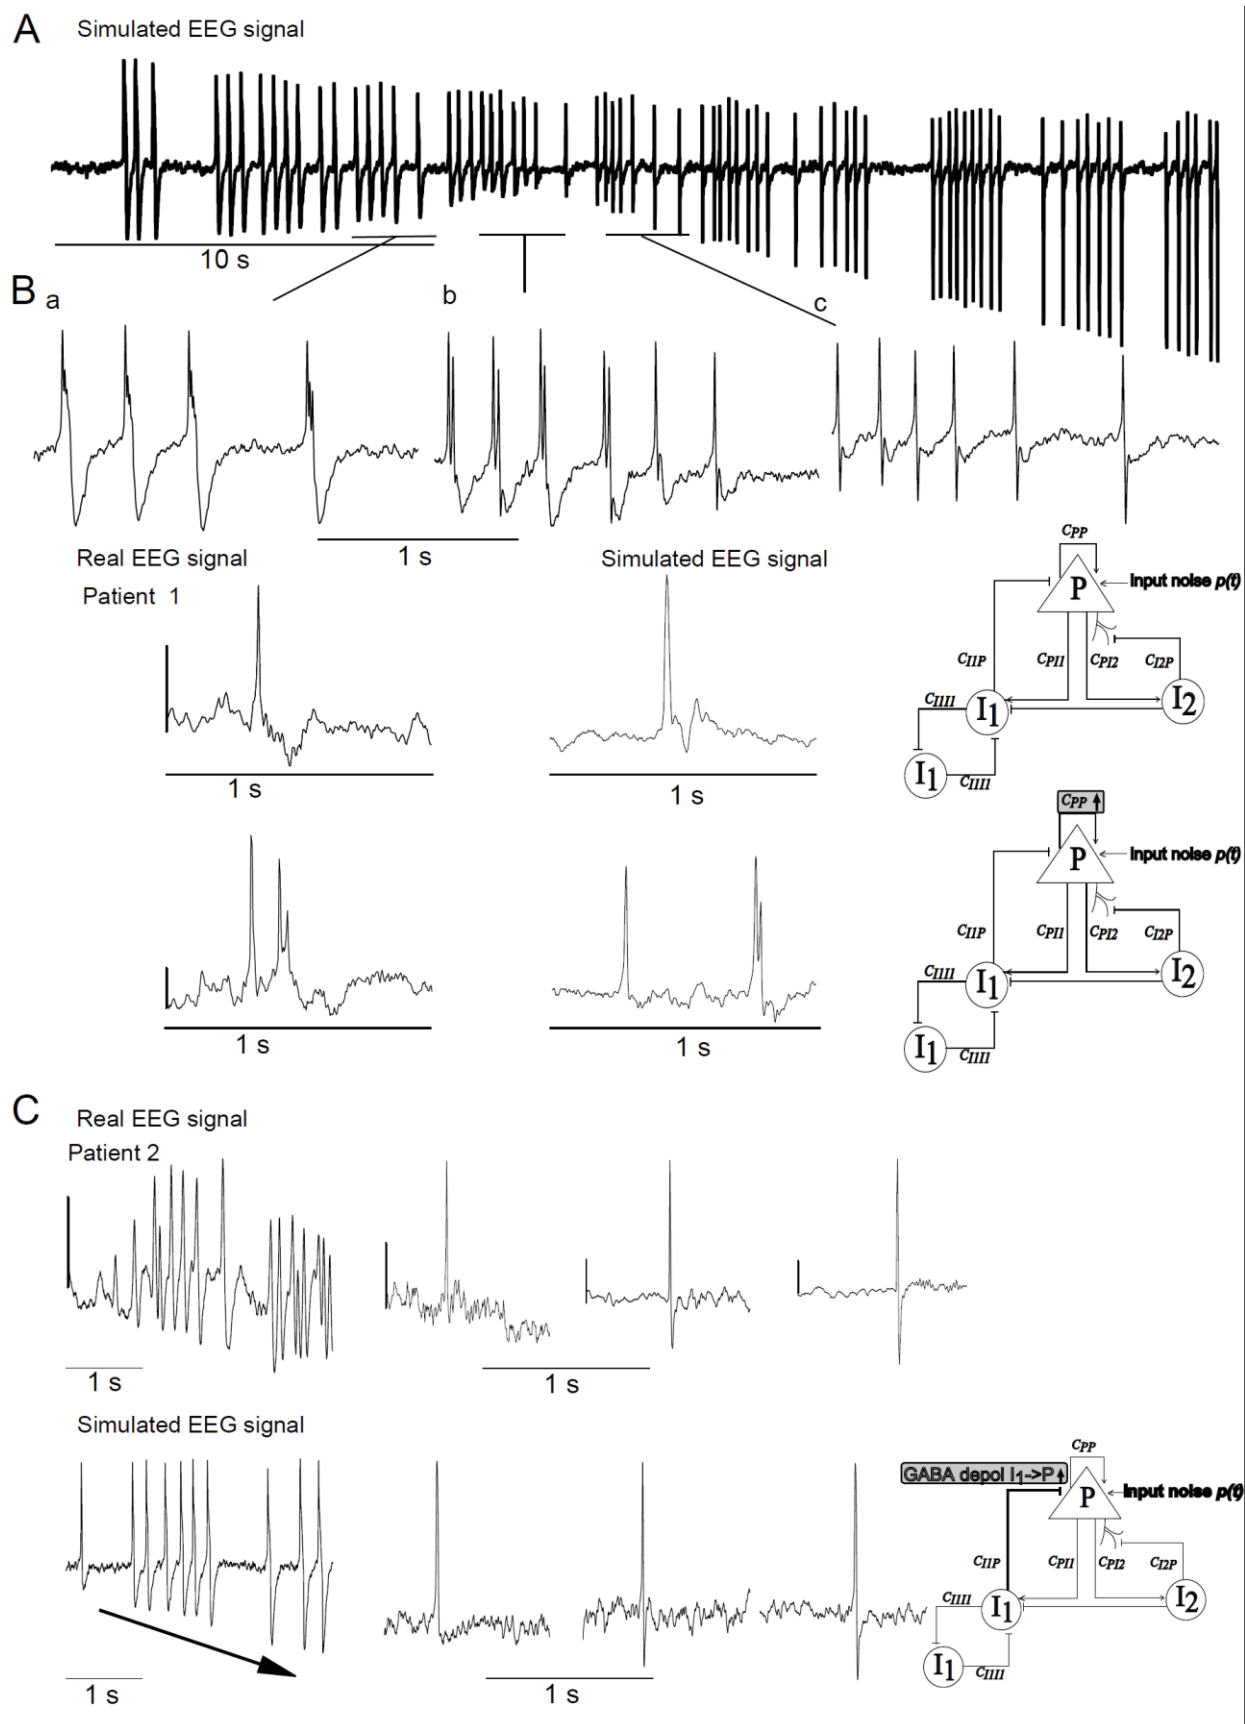 A Simulated EEG signal
10 s
B a b c
1 s
Real EEG signal Simulated EEG signal
Patient 1
CPP
P Input noise p(t)
CI1P CPI1 CPI2 CI2P
CI1I1 I1 I2
I1 CI1I1
1 s 1 s
CPP
P Input noise p(t)
CI1P CPI1 CPI2 CI2P
CI1I1 I1 I2
I1 CI1I1
1 s 1 s
C Real EEG signal
Patient 2
1 s 1 s
Simulated EEG signal
CPP
GABA depol I1->P
P Input noise p(t)
CI1P CPI1 CPI2 CI2P
CI1I1 I1 I2
I1 CI1I1
1 s 1 s